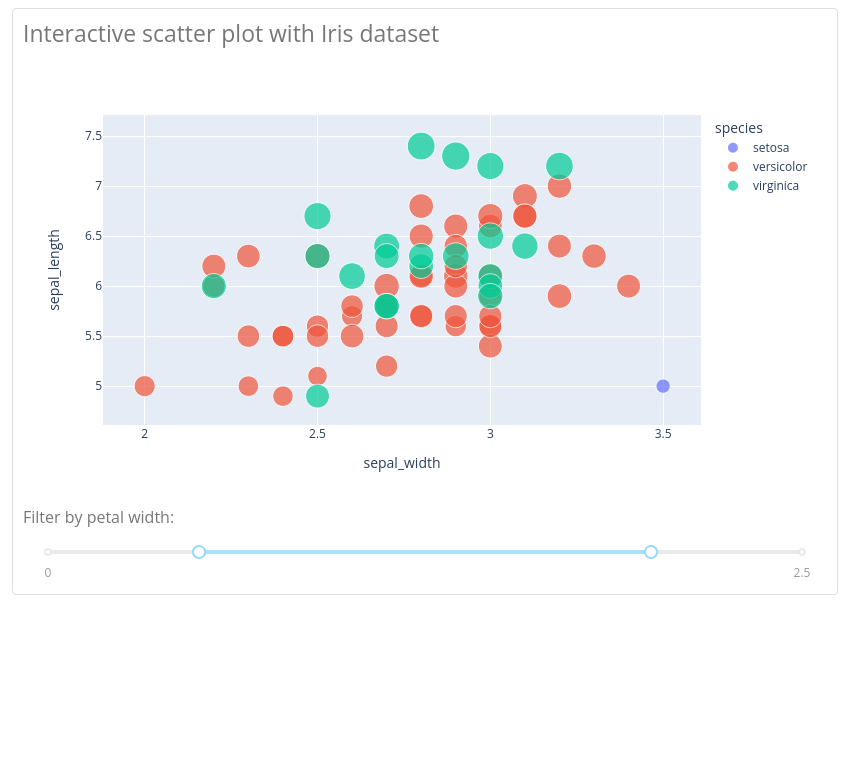 Interactive scatter plot with Iris dataset
species
setosa
versicolor
virginica
7.5
7
6.5
6
5.5
5
sepal_length
2
2.5
3
3.5
sepal_width
Filter by petal width:
0
2.5